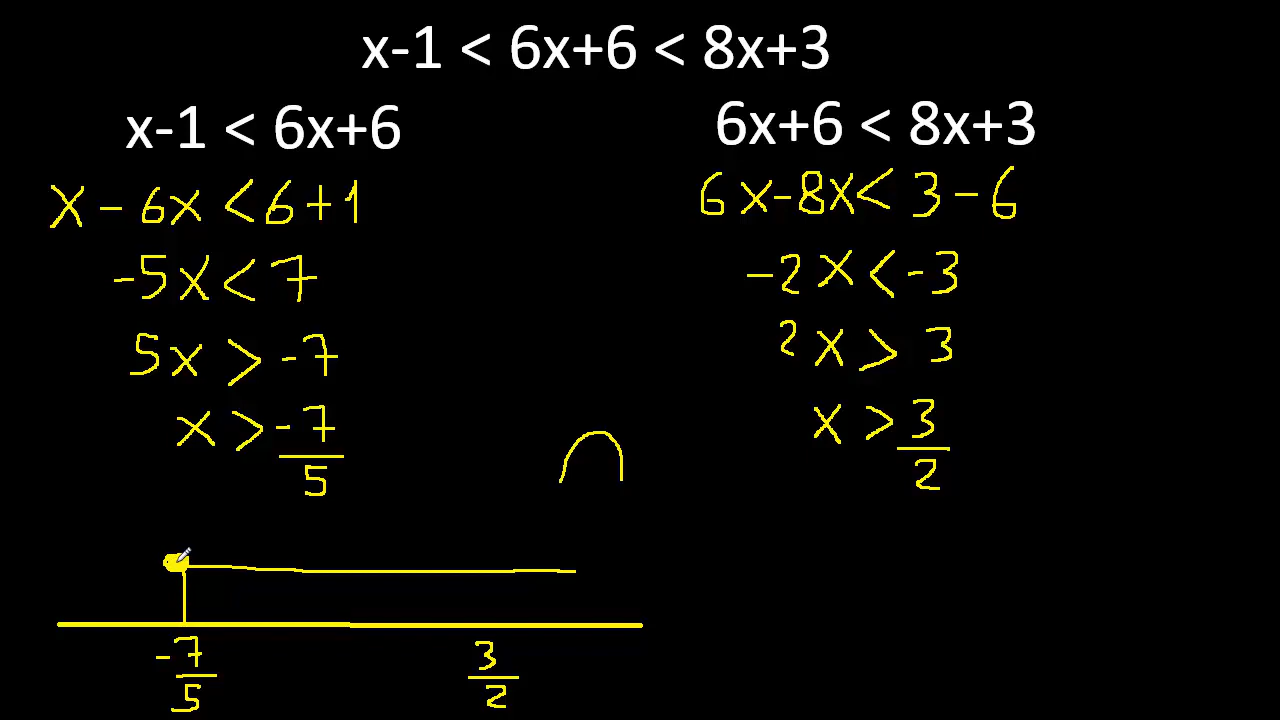 x-1 < 6x+6 < 8x+3
x-1 < 6x+6
x - 6x < 6 + 1
-5x < 7
5x > -7
x > -7/5
6x+6 < 8x+3
6x - 8x < 3 - 6
-2x < -3
2x > 3
x > 3/2
∩
-7/5 3/2